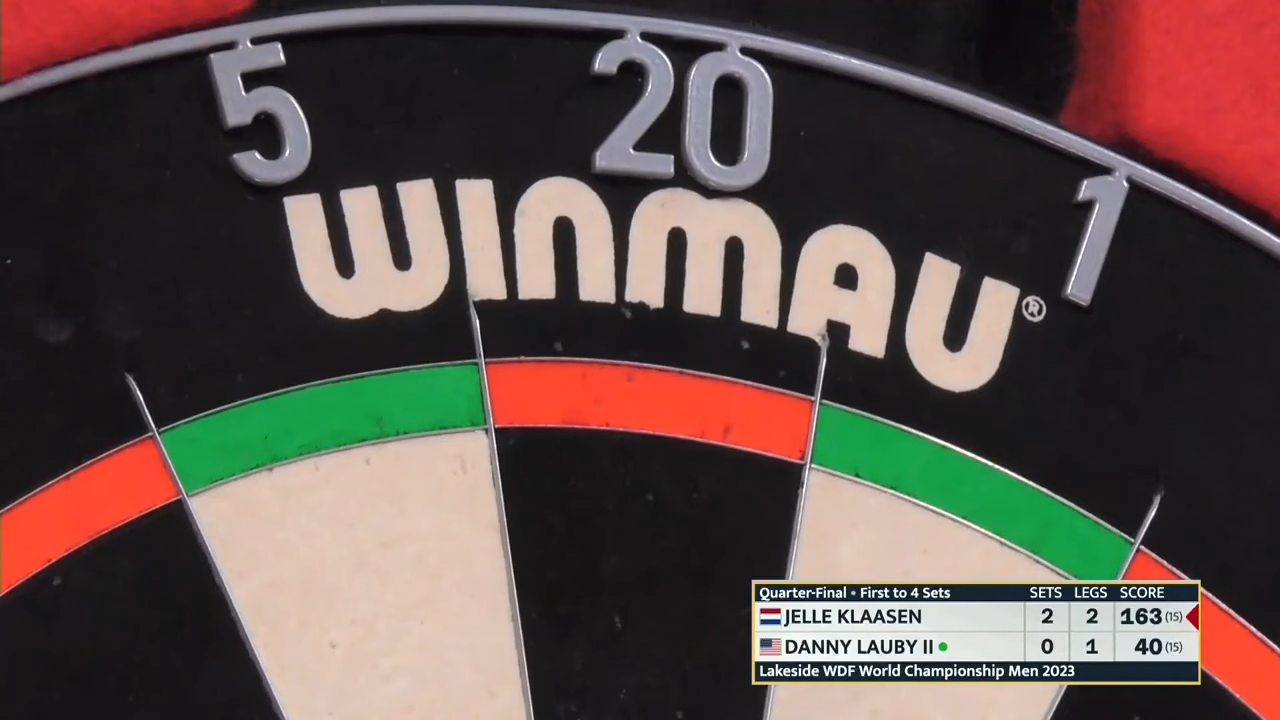 5 20 1
WINMAU®
Quarter-Final • First to 4 Sets SETS LEGS SCORE
JELLE KLAASEN 2 2 163 (15)
DANNY LAUBY II 0 1 40 (15)
Lakeside WDF World Championship Men 2023